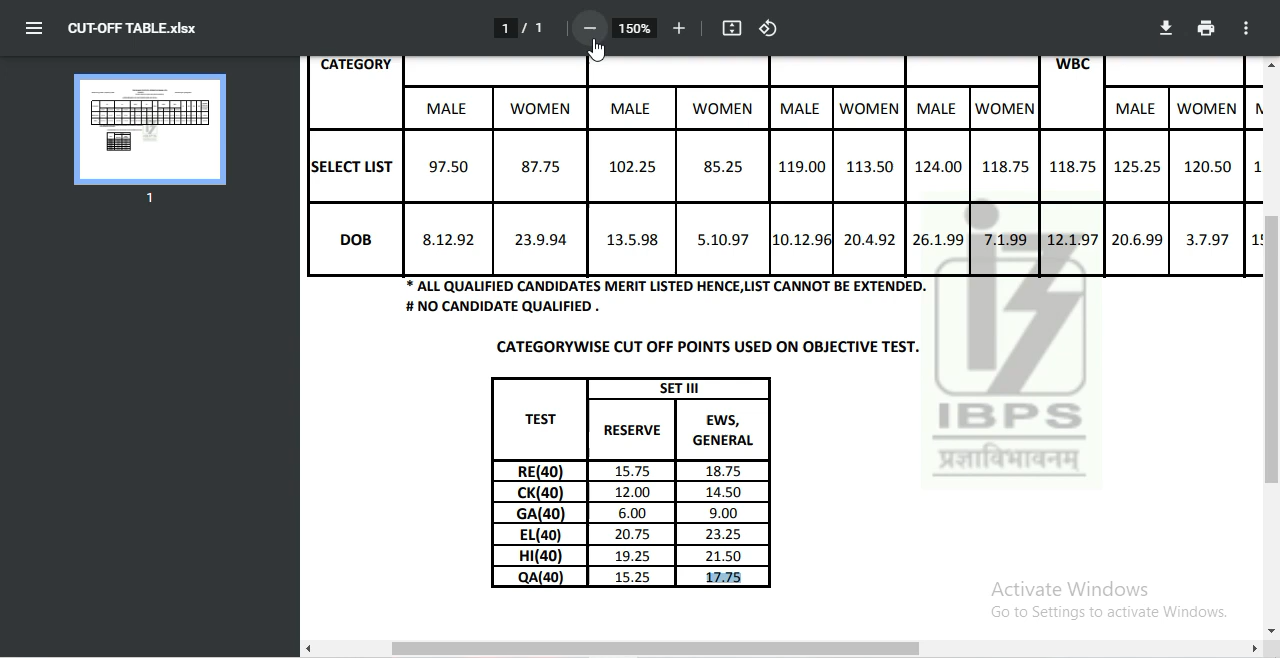 CUT-OFF TABLE.xlsx
1 / 1
150%
1
CATEGORY WBC
MALE WOMEN MALE WOMEN MALE WOMEN MALE WOMEN MALE WOMEN
SELECT LIST 97.50 87.75 102.25 85.25 119.00 113.50 124.00 118.75 118.75 125.25 120.50
DOB 8.12.92 23.9.94 13.5.98 5.10.97 10.12.96 20.4.92 26.1.99 7.1.99 12.1.97 20.6.99 3.7.97
* ALL QUALIFIED CANDIDATES MERIT LISTED HENCE,LIST CANNOT BE EXTENDED.
# NO CANDIDATE QUALIFIED .
CATEGORYWISE CUT OFF POINTS USED ON OBJECTIVE TEST.
TEST SET III
RESERVE EWS, GENERAL
RE(40) 15.75 18.75
CK(40) 12.00 14.50
GA(40) 6.00 9.00
EL(40) 20.75 23.25
HI(40) 19.25 21.50
QA(40) 15.25 17.75
IBPS
प्रज्ञाविभावनम्
Activate Windows
Go to Settings to activate Windows.